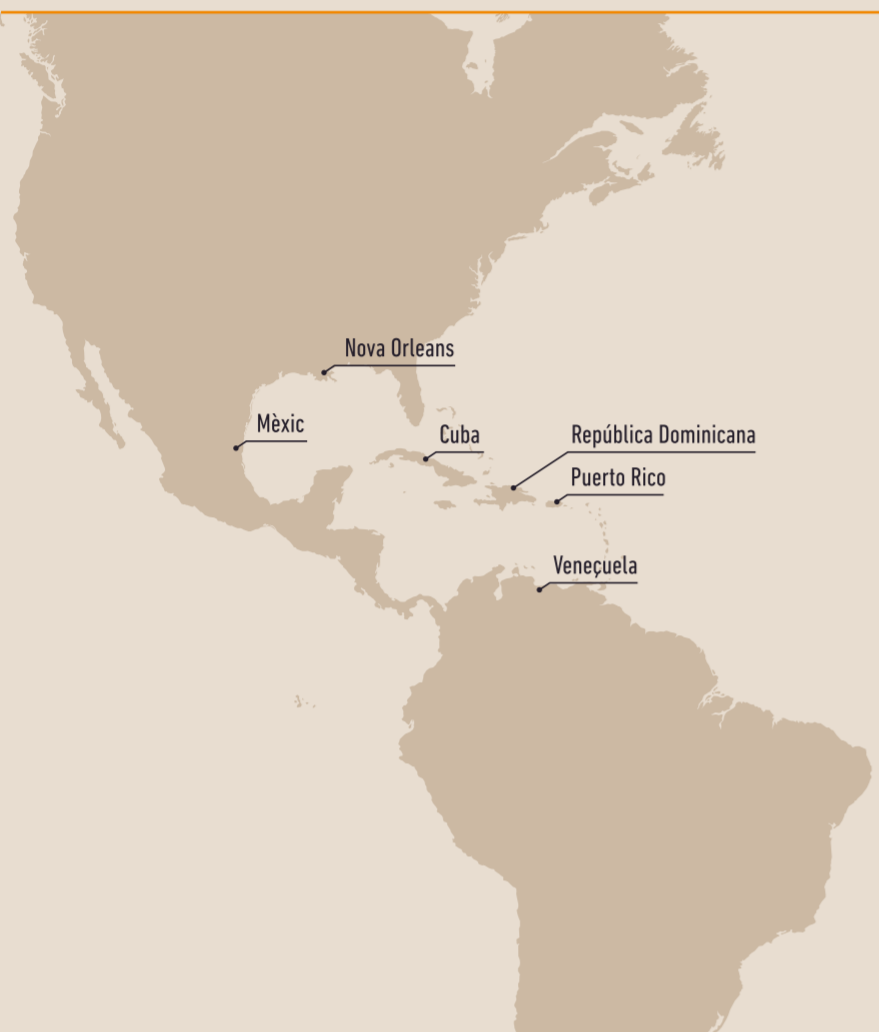 Nova Orleans
Mèxic
Cuba
República Dominicana
Puerto Rico
Veneçuela